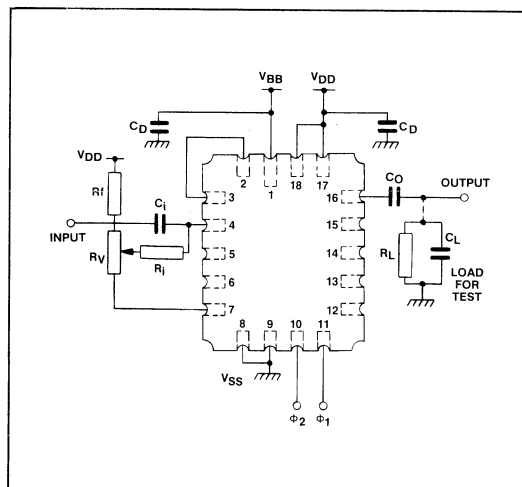 VBB VDD
CD CD
VDD
2 1 18 17
Rf Ci 3 16 CO OUTPUT
INPUT 4 15
RV Ri 5 14 RL CL
6 13 LOAD
FOR
TEST
7 12
8 9 10 11
VSS
Φ2 Φ1